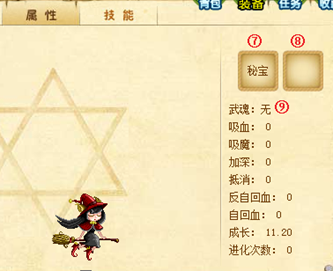 背包 装备 任务
属性 技能
⑦ ⑧
秘宝
武魂：无 ⑨
吸血： 0
吸魔： 0
加深： 0
抵消： 0
反自回血： 0
自回血： 0
成长： 11.20
进化次数： 0